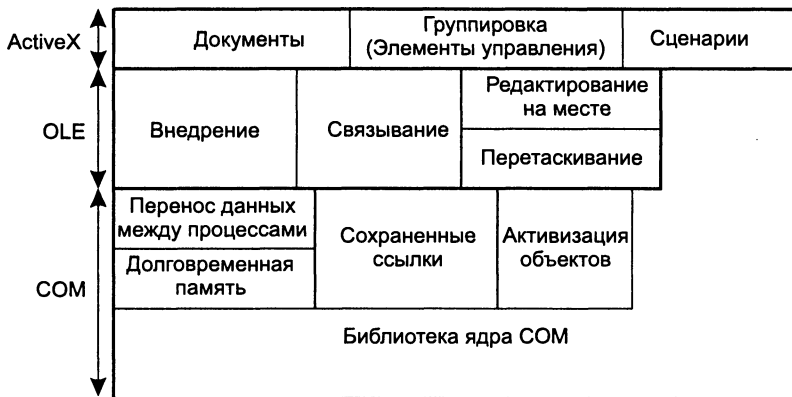 ActiveX
Документы
Группировка
(Элементы управления)
Сценарии
OLE
Внедрение
Связывание
Редактирование
на месте
Перетаскивание
COM
Перенос данных
между процессами
Долговременная
память
Сохраненные
ссылки
Активизация
объектов
Библиотека ядра COM